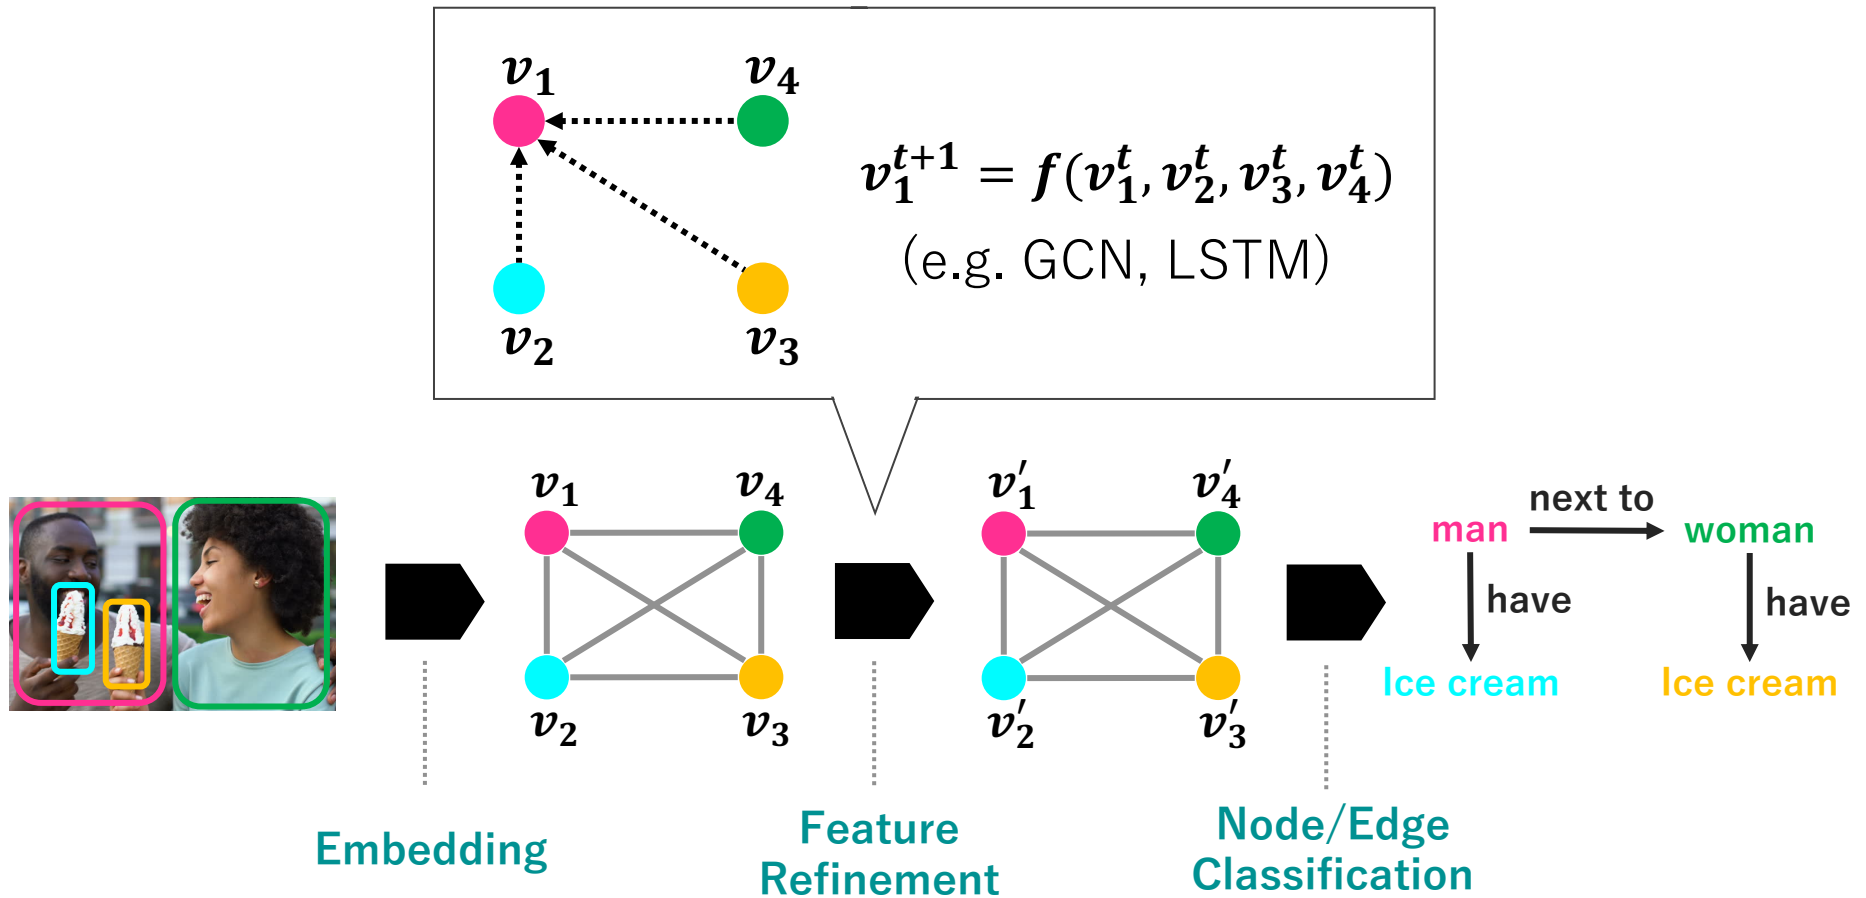 v₁ v₄
v₁ᵗ⁺¹ = f(v₁ᵗ, v₂ᵗ, v₃ᵗ, v₄ᵗ)
(e.g. GCN, LSTM)
v₂ v₃
v₁ v₄
v₂ v₃
v′₁ v′₄
v′₂ v′₃
man next to woman
have have
Ice cream Ice cream
Embedding
Feature
Refinement
Node/Edge
Classification